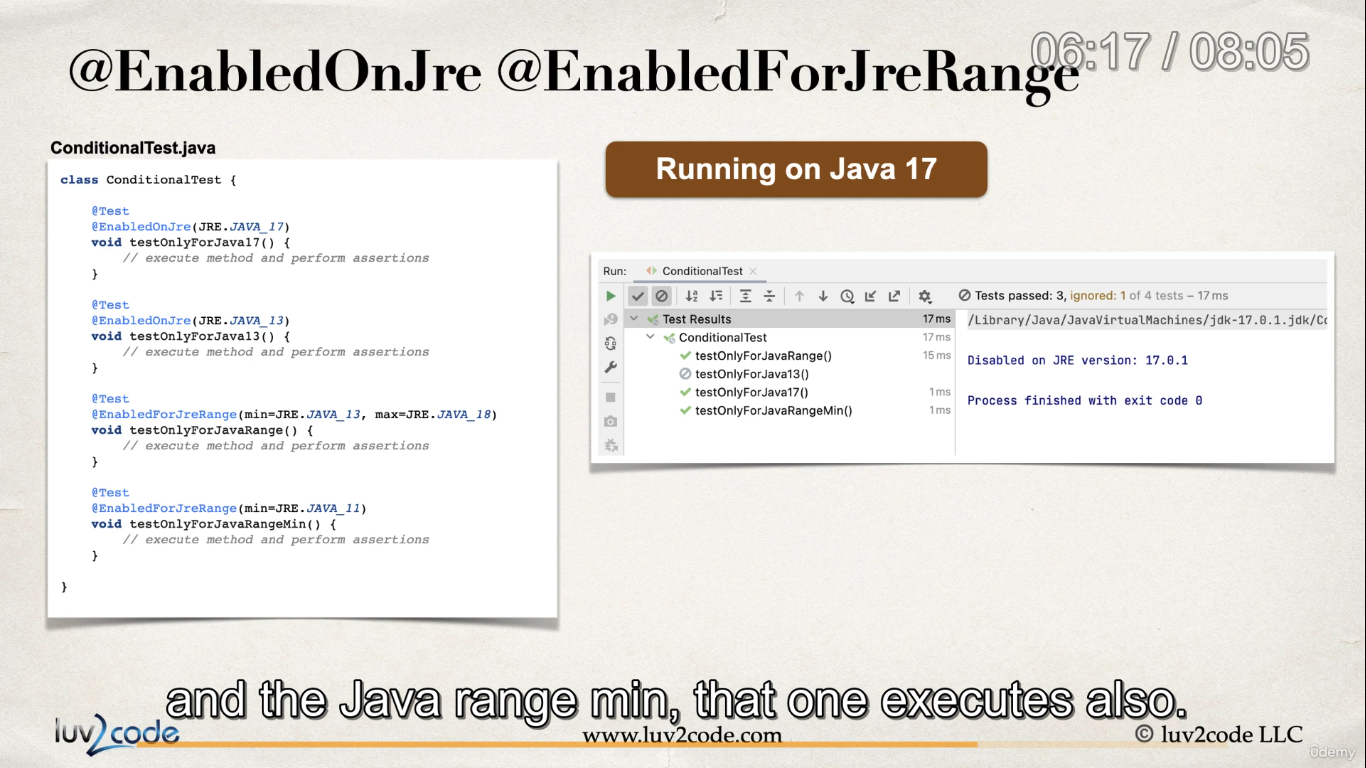 @EnabledOnJre @EnabledForJreRange
06:17 / 08:05
ConditionalTest.java
class ConditionalTest {
@Test
@EnabledOnJre(JRE.JAVA_17)
void testOnlyForJava17() {
// execute method and perform assertions
}
@Test
@EnabledOnJre(JRE.JAVA_13)
void testOnlyForJava13() {
// execute method and perform assertions
}
@Test
@EnabledForJreRange(min=JRE.JAVA_13, max=JRE.JAVA_18)
void testOnlyForJavaRange() {
// execute method and perform assertions
}
@Test
@EnabledForJreRange(min=JRE.JAVA_11)
void testOnlyForJavaRangeMin() {
// execute method and perform assertions
}
}
Running on Java 17
Run: ConditionalTest
Tests passed: 3, ignored: 1 of 4 tests – 17 ms
Test Results 17 ms
ConditionalTest 17 ms
testOnlyForJavaRange() 15 ms
testOnlyForJava13()
testOnlyForJava17() 1 ms
testOnlyForJavaRangeMin() 1 ms
/Library/Java/JavaVirtualMachines/jdk-17.0.1.jdk/Co
Disabled on JRE version: 17.0.1
Process finished with exit code 0
and the Java range min, that one executes also.
luv2code
www.luv2code.com
© luv2code LLC
ûdemy